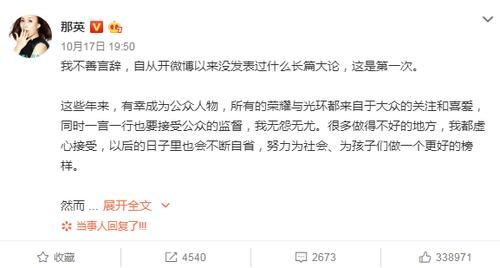 那英 V
10月17日 19:50
我不善言辞，自从开微博以来没发表过什么长篇大论，这是第一次。
这些年来，有幸成为公众人物，所有的荣耀与光环都来自于大众的关注和喜爱，
同时一言一行也要接受公众的监督，我无怨无尤。很多做得不好的地方，我都虚
心接受，以后的日子里也会不断自省，努力为社会、为孩子们做一个更好的榜
样。
然而 ... 展开全文
当事人回复了!!!
收藏 4540 2673 338971